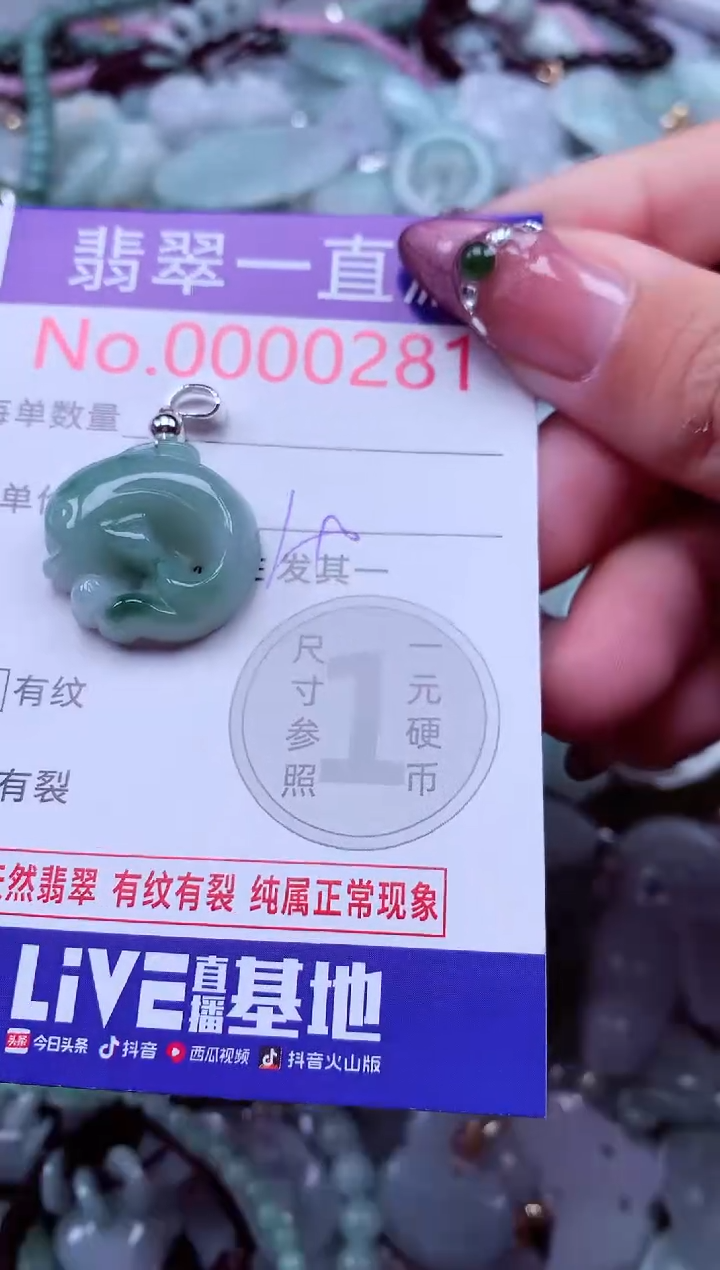 翡翠一直
No.0000281
每单数量
单价
发其一
尺寸参照
一元硬币
1
有纹
有裂
天然翡翠 有纹有裂 纯属正常现象
LiVE直播基地
头条 今日头条 抖音 西瓜视频 抖音火山版